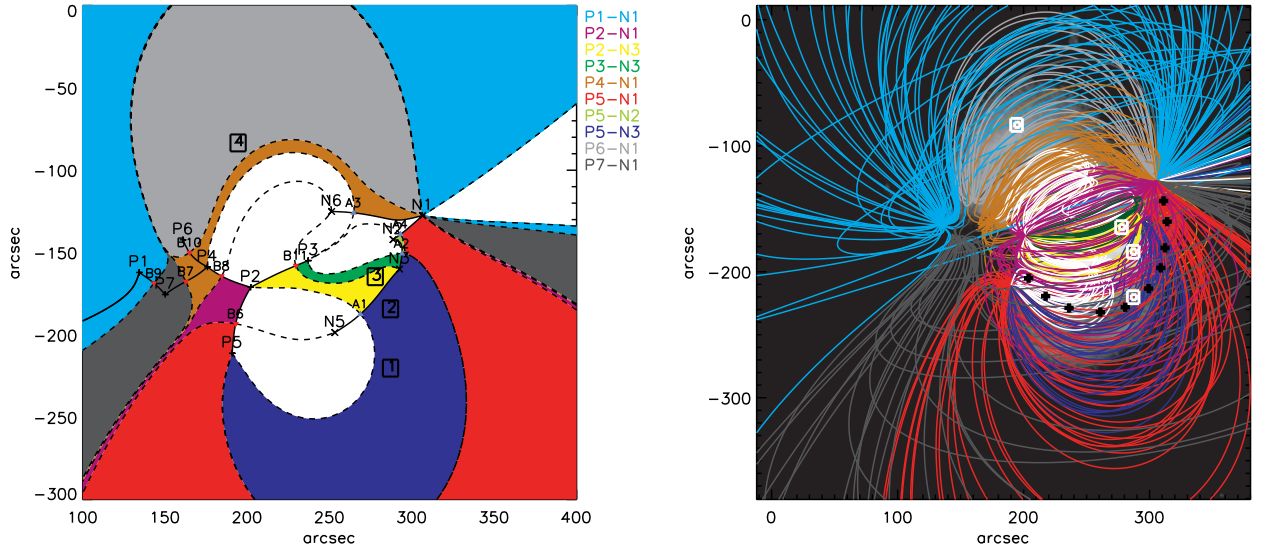 0
−50
−100
−150
−200
−250
−300
100
150
200
250
300
350
400
arcsec
arcsec
4
N6
A3
N1
A4
N2
A2
P6
B10
P3
B11
N3
P1
B9
P4
B8
B7
P7
P2
3
A1
2
B6
N5
P5
1
P1−N1
P2−N1
P2−N3
P3−N3
P4−N1
P5−N1
P5−N2
P5−N3
P6−N1
P7−N1
0
−100
−200
−300
0
100
200
300
arcsec
arcsec